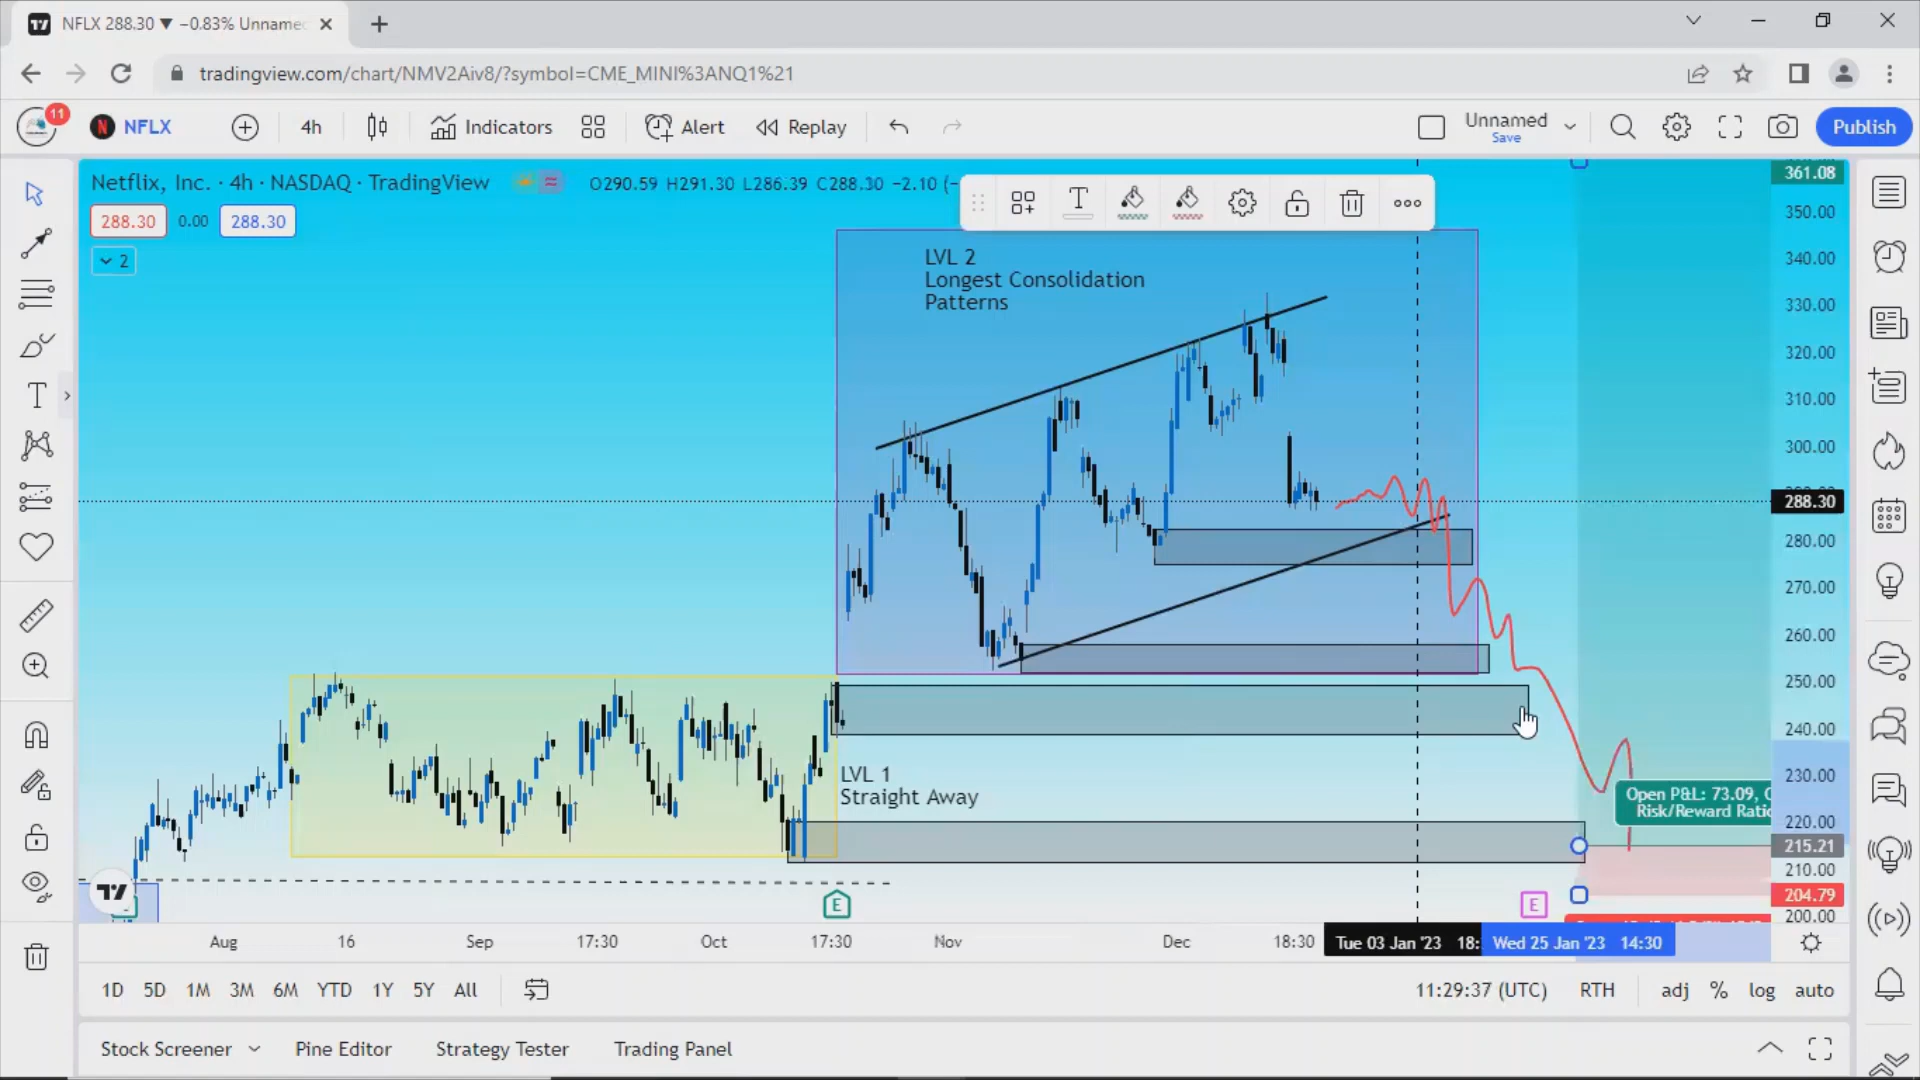 NFLX 288.30 ▼ −0.83% Unname
tradingview.com/chart/NMV2Aiv8/?symbol=CME_MINI%3ANQ1%21
11
N NFLX
4h
Indicators
Alert
Replay
Unnamed
Save
Publish
Netflix, Inc. · 4h · NASDAQ · TradingView
O290.59 H291.30 L286.39 C288.30 −2.10 (−
288.30 0.00 288.30
2
LVL 2
Longest Consolidation
Patterns
LVL 1
Straight Away
Open P&L: 73.09,
Risk/Reward Ratio
E
E
361.08
350.00
340.00
330.00
320.00
310.00
300.00
288.30
280.00
270.00
260.00
250.00
240.00
230.00
220.00
215.21
210.00
204.79
200.00
Aug 16 Sep 17:30 Oct 17:30 Nov Dec 18:30 Tue 03 Jan '23 18: Wed 25 Jan '23 14:30
1D 5D 1M 3M 6M YTD 1Y 5Y All
11:29:37 (UTC) RTH adj % log auto
Stock Screener Pine Editor Strategy Tester Trading Panel